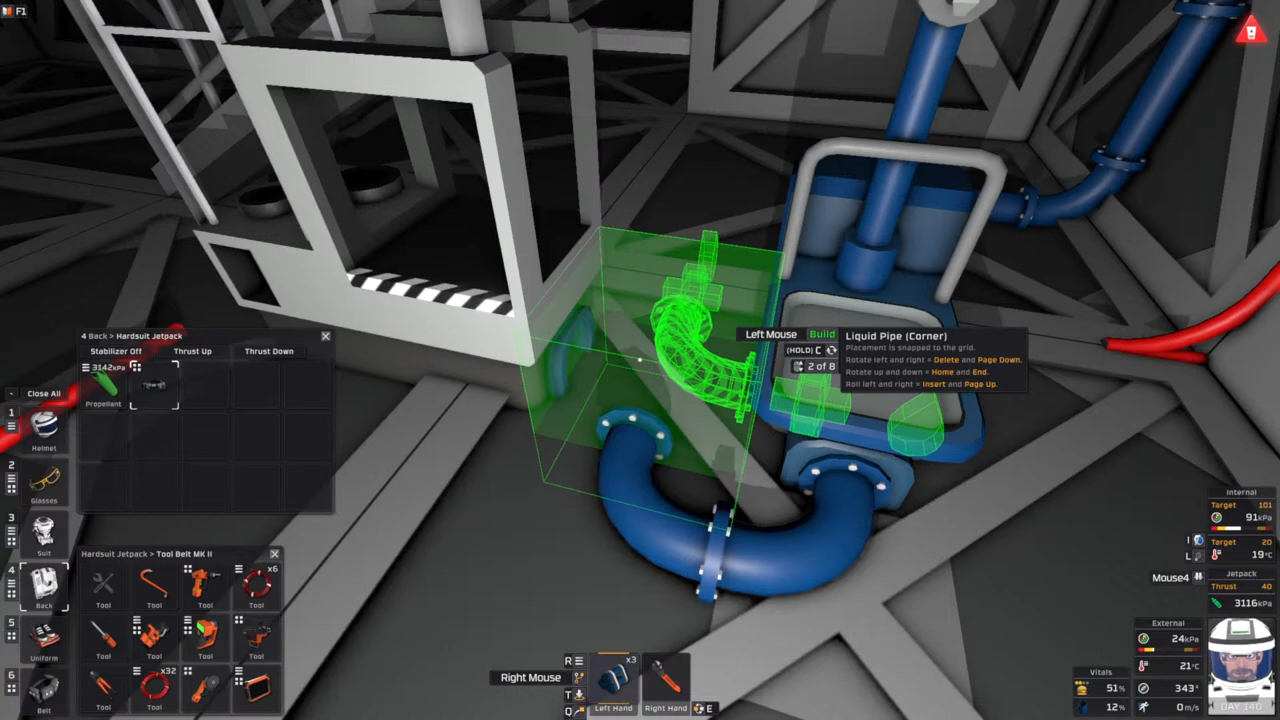 F1
Left Mouse Build
(HOLD) C
2 of 8
Liquid Pipe (Corner)
Placement is snapped to the grid.
Rotate left and right = Delete and Page Down.
Rotate up and down = Home and End.
Roll left and right = Insert and Page Up.
4 Back > Hardsuit Jetpack
Stabilizer Off Thrust Up Thrust Down
3142kPa
Propellant
Close All
1
Helmet
2
Glasses
3
Suit
4
Back
5
Uniform
6
Belt
Hardsuit Jetpack > Tool Belt MK II
x6
Tool Tool Tool Tool
Tool Tool Tool Tool
x32
Tool Tool Tool Tool
Right Mouse
R
T
Q
x3
Left Hand
Right Hand
E
Internal
Target 101
91kPa
Target 20
19°C
I
L
Jetpack
Mouse4
Thrust 40
3116kPa
External
24kPa
21°C
343°
0m/s
Vitals
51%
12%
DAY 140